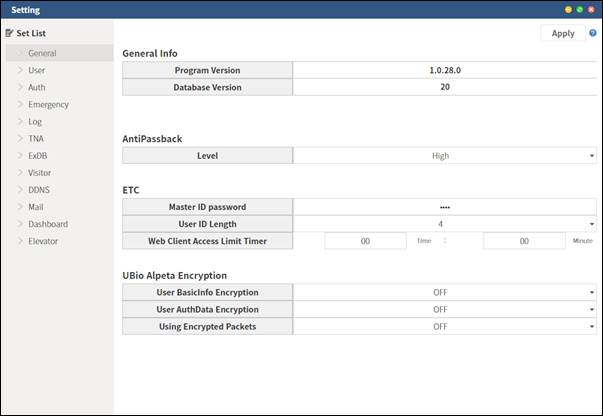 Setting
Set List
General
User
Auth
Emergency
Log
TNA
ExDB
Visitor
DDNS
Mail
Dashboard
Elevator
Apply
General Info
Program Version 1.0.28.0
Database Version 20
AntiPassback
Level High
ETC
Master ID password ••••
User ID Length 4
Web Client Access Limit Timer 00 Time : 00 Minute
UBio Alpeta Encryption
User BasicInfo Encryption OFF
User AuthData Encryption OFF
Using Encrypted Packets OFF